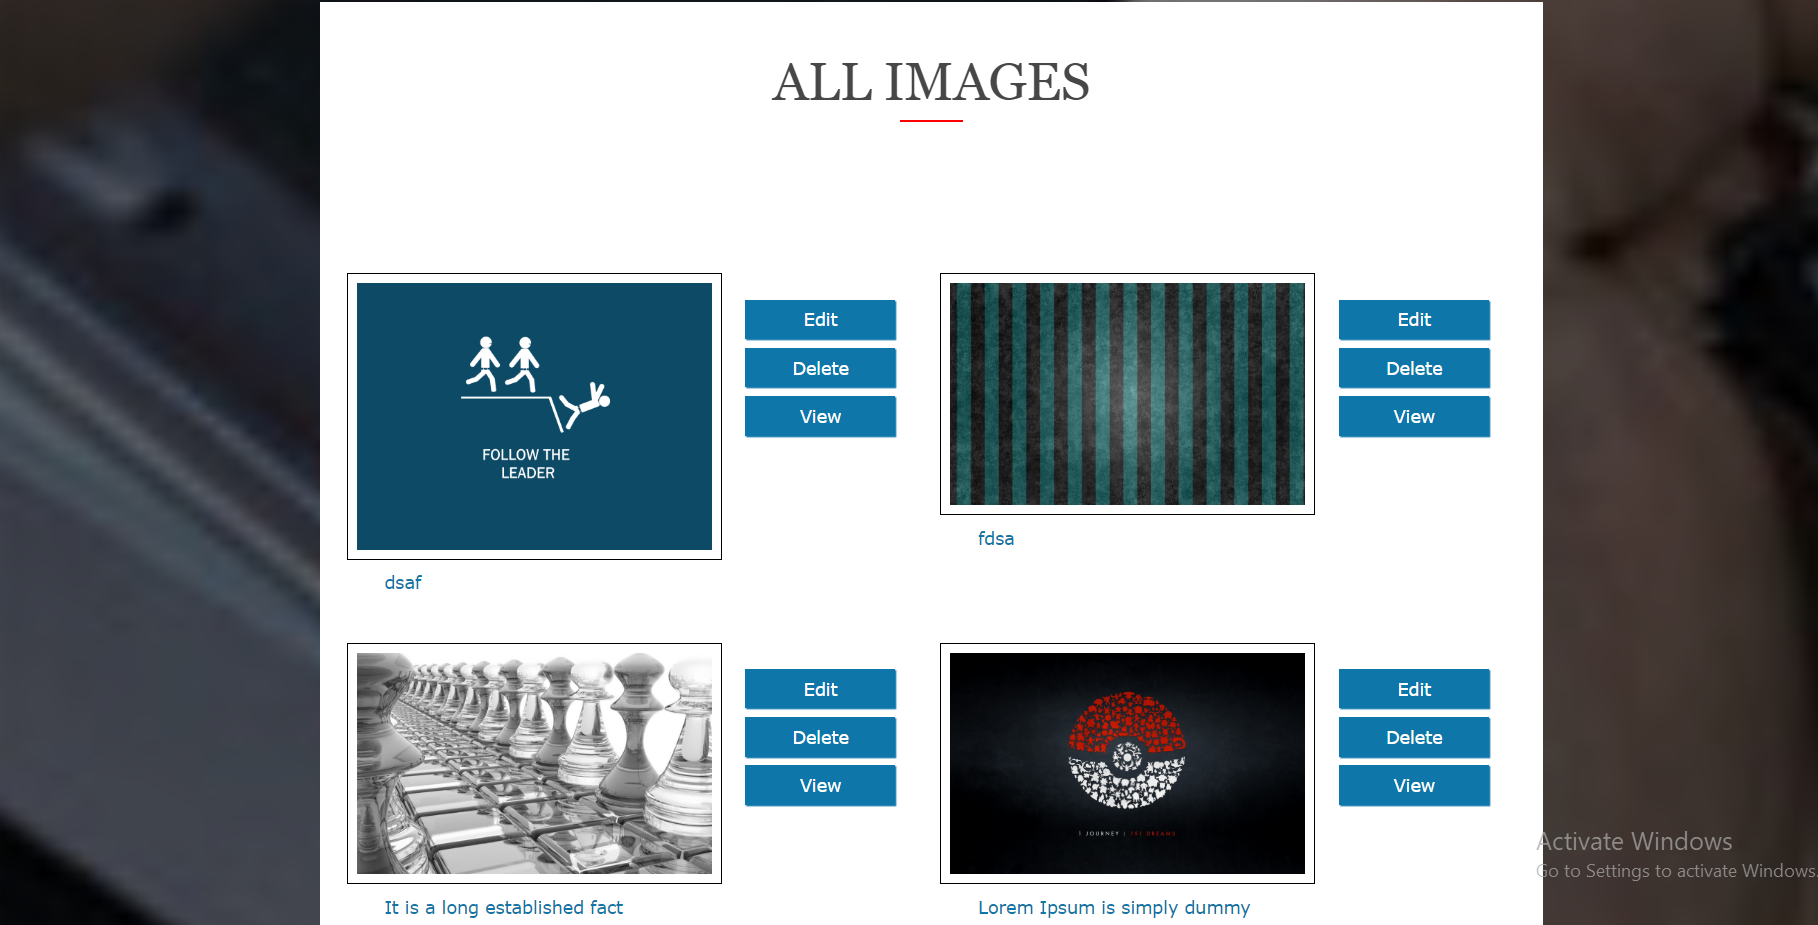 ALL IMAGES
FOLLOW THE
LEADER
Edit
Delete
View
dsaf
Edit
Delete
View
fdsa
Edit
Delete
View
It is a long established fact
1 JOURNEY | 151 DREAMS
Edit
Delete
View
Lorem Ipsum is simply dummy
Activate Windows
Go to Settings to activate Windows.